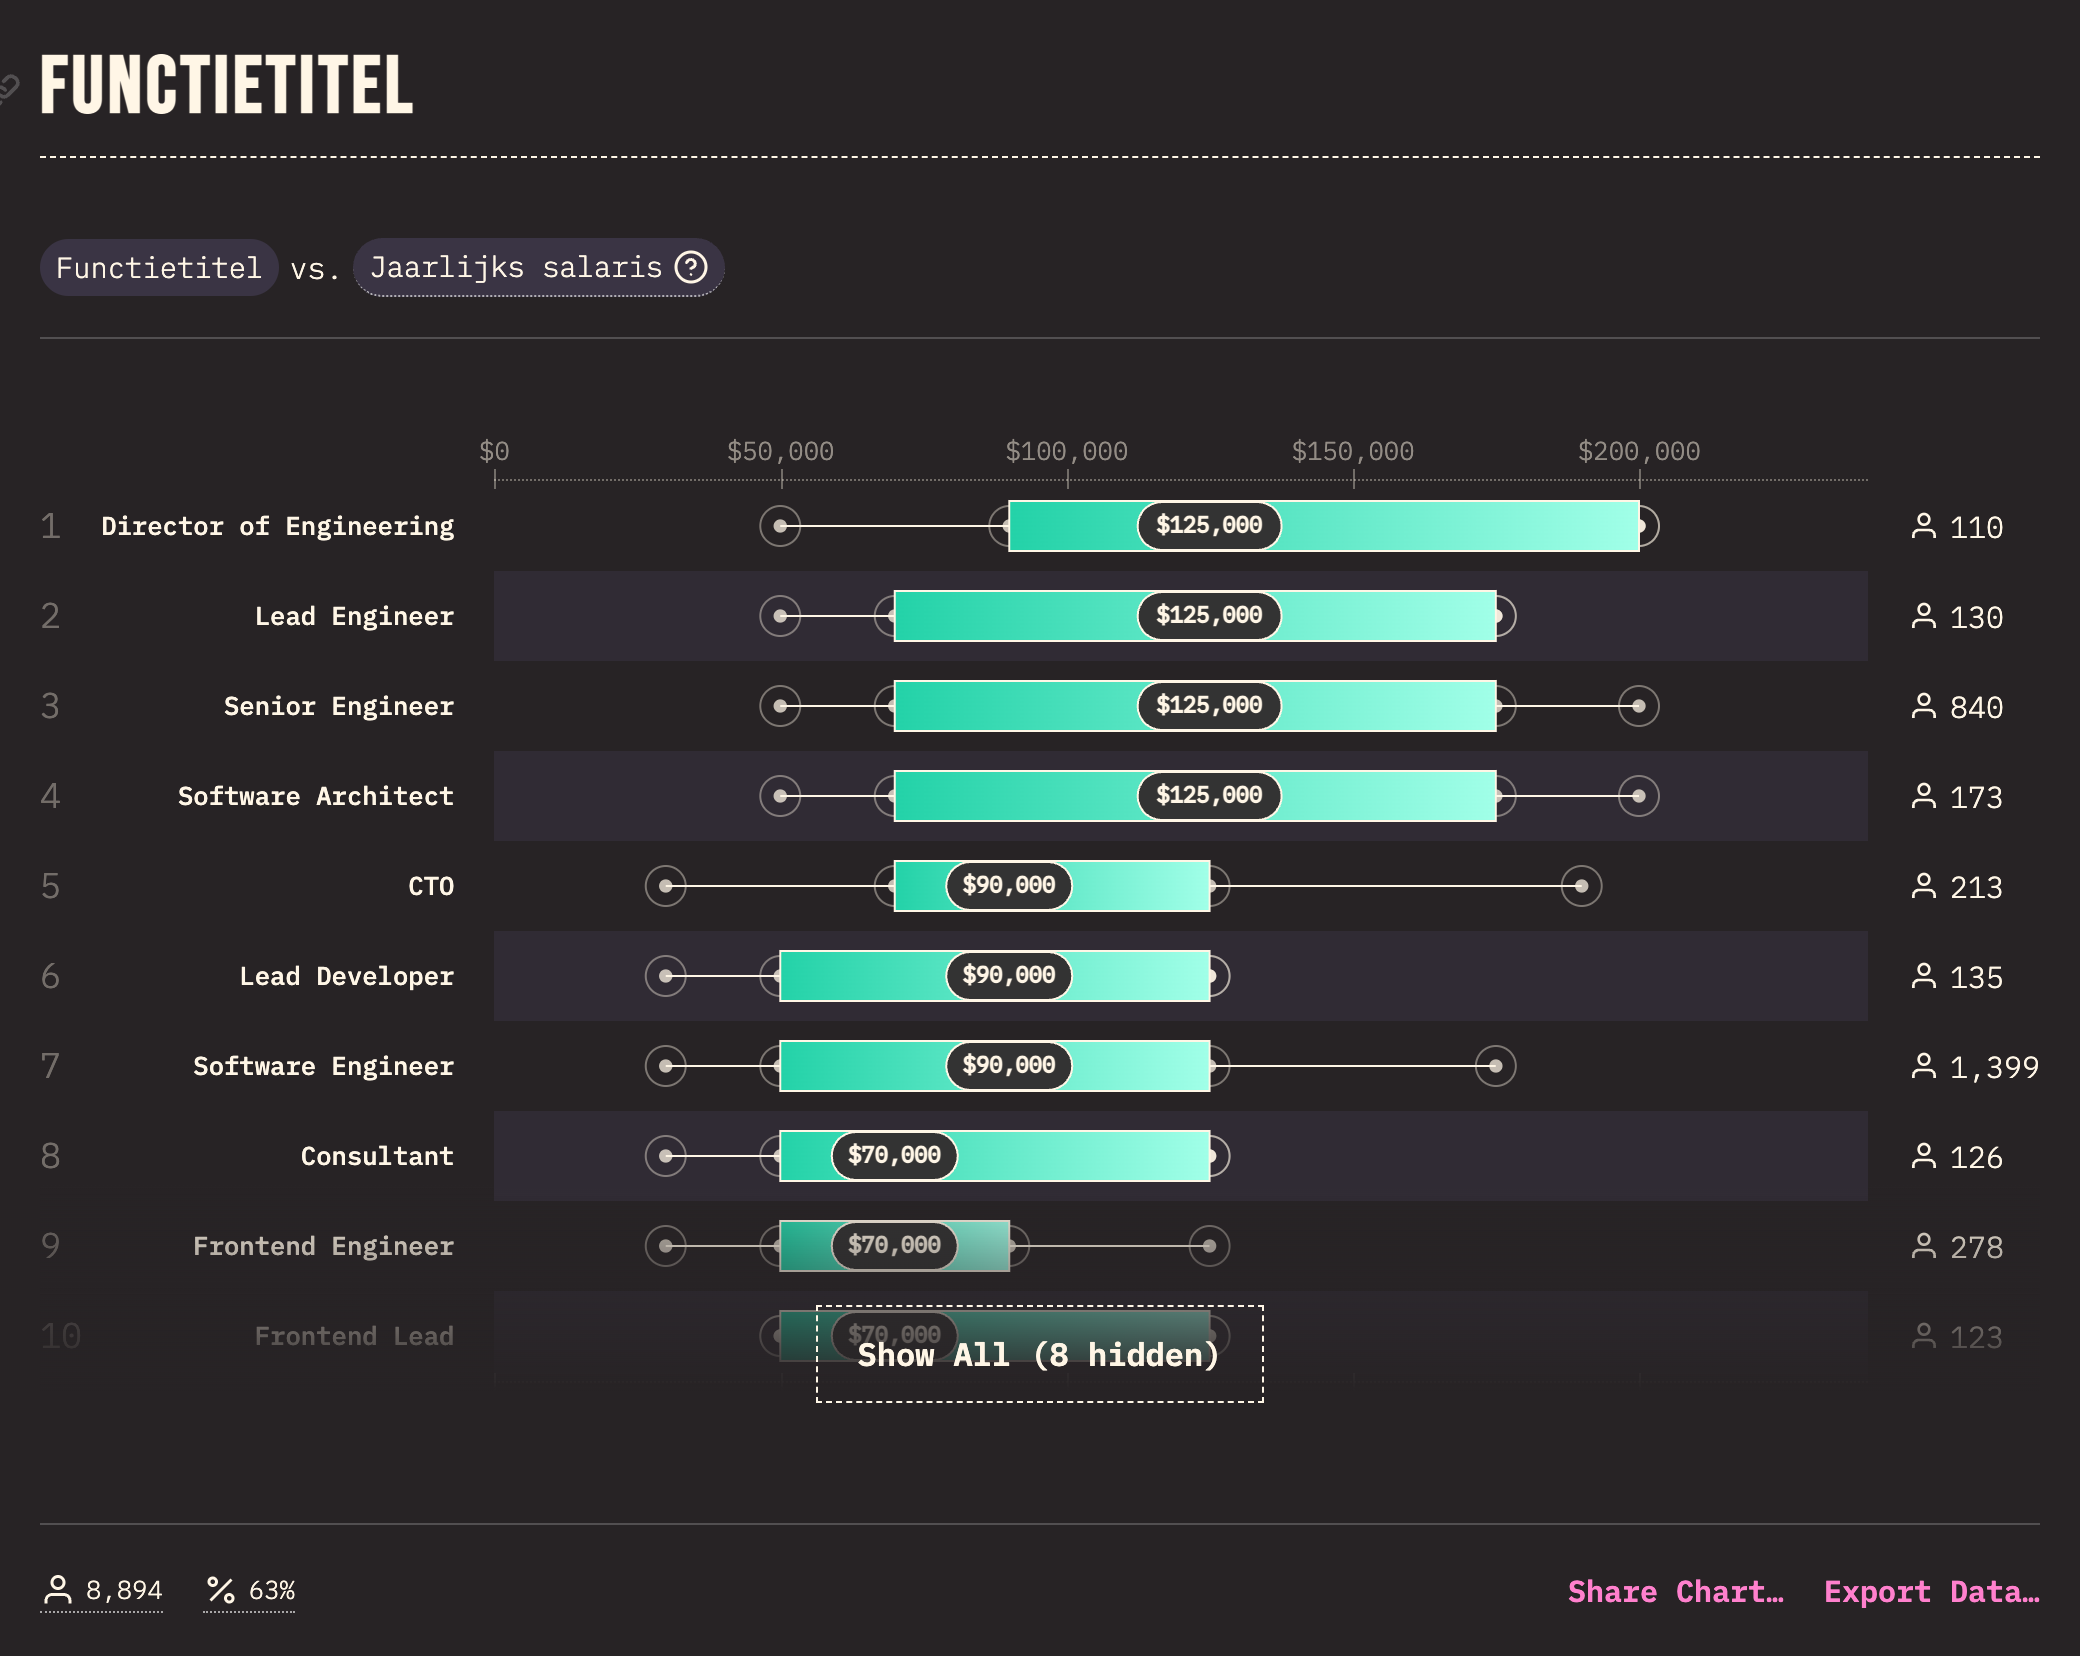 FUNCTIETITEL
Functietitel vs. Jaarlijks salaris ?
$0 $50,000 $100,000 $150,000 $200,000
1 Director of Engineering $125,000 110
2 Lead Engineer $125,000 130
3 Senior Engineer $125,000 840
4 Software Architect $125,000 173
5 CTO $90,000 213
6 Lead Developer $90,000 135
7 Software Engineer $90,000 1,399
8 Consultant $70,000 126
9 Frontend Engineer $70,000 278
10 Frontend Lead $70,000 123
Show All (8 hidden)
8,894 % 63% Share Chart… Export Data…